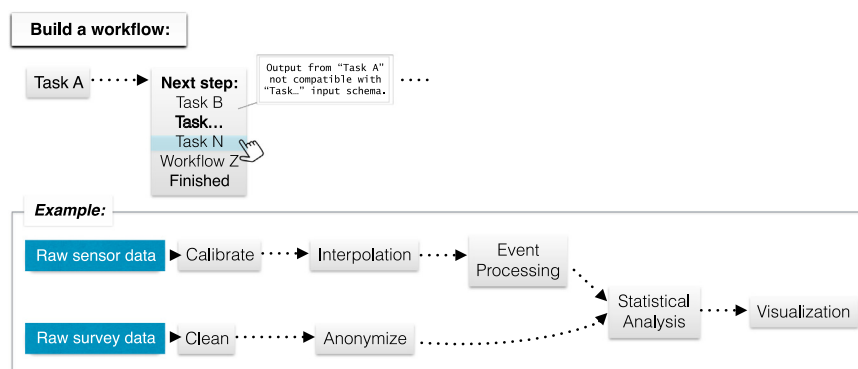 Build a workflow:
Task A
Next step:
Task B
Task...
Task N
Workflow Z
Finished
Output from “Task A”
not compatible with
“Task…” input schema.
Example:
Raw sensor data
Calibrate
Interpolation
Event
Processing
Statistical
Analysis
Visualization
Raw survey data
Clean
Anonymize